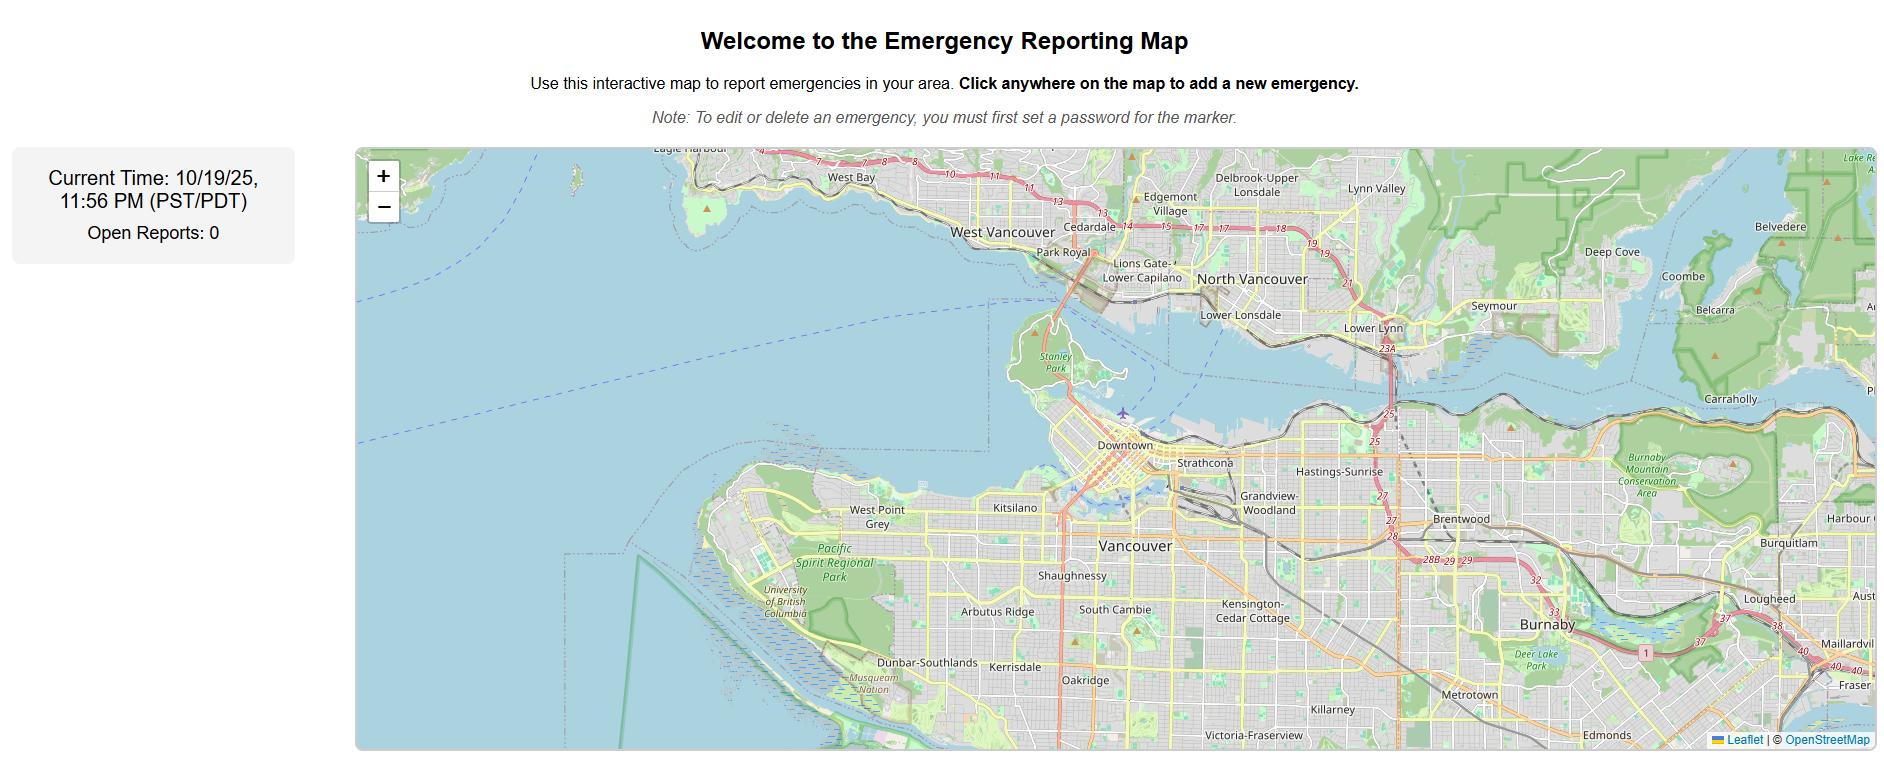 Welcome to the Emergency Reporting Map
Use this interactive map to report emergencies in your area. Click anywhere on the map to add a new emergency.
Note: To edit or delete an emergency, you must first set a password for the marker.
Current Time: 10/19/25,
11:56 PM (PST/PDT)
Open Reports: 0
+
−
Eagle Harbour
4
7
7
8
8
10
11
11
13
13
14
15
17
17
18
19
19
21
23A
25
25
27
27
28
28B
29
29
32
33
37
37
38
40
40
40
1
West Bay
Delbrook-Upper
Lonsdale
Lynn Valley
Lake
Edgemont
Village
West Vancouver
Cedardale
Belvedere
Park Royal
Deep Cove
Lions Gate-
Lower Capilano
North Vancouver
Coombe
Seymour
Belcarra
Lower Lonsdale
Lower Lynn
Stanley
Park
Carraholly
Downtown
Strathcona
Hastings-Sunrise
Burnaby
Mountain
Conservation
Area
Grandview-
Woodland
West Point
Grey
Kitsilano
Brentwood
Harbour
Vancouver
Burquitlam
Pacific
Spirit Regional
Park
Shaughnessy
University
of British
Columbia
Arbutus Ridge
South Cambie
Kensington-
Cedar Cottage
Lougheed
Aust
Burnaby
Maillardvil
Deer Lake
Park
Dunbar-Southlands
Kerrisdale
Musqueam
Nation
Oakridge
Metrotown
Fraser
Killarney
Victoria-Fraserview
Edmonds
Leaflet | © OpenStreetMap